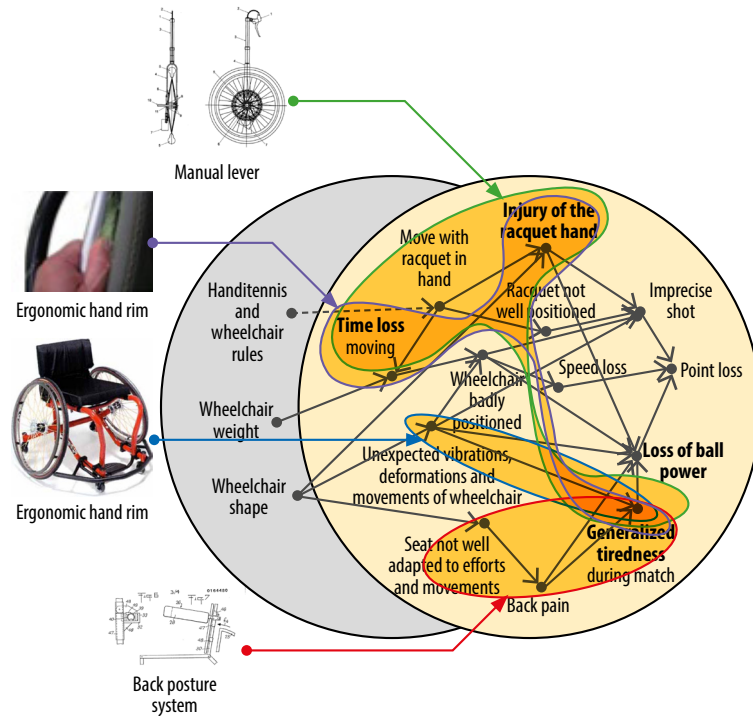 Manual lever
Ergonomic hand rim
Ergonomic hand rim
Back posture
system
Handitennis
and
wheelchair
rules
Wheelchair
weight
Wheelchair
shape
Move with
racquet in
hand
Injury of the
racquet hand
Time loss
moving
Racquet not
well positioned
Imprecise
shot
Wheelchair
badly
positioned
Speed loss
Point loss
Unexpected vibrations,
deformations and
movements of wheelchair
Loss of ball
power
Seat not well
adapted to efforts
and movements
Generalized
tiredness
during match
Back pain